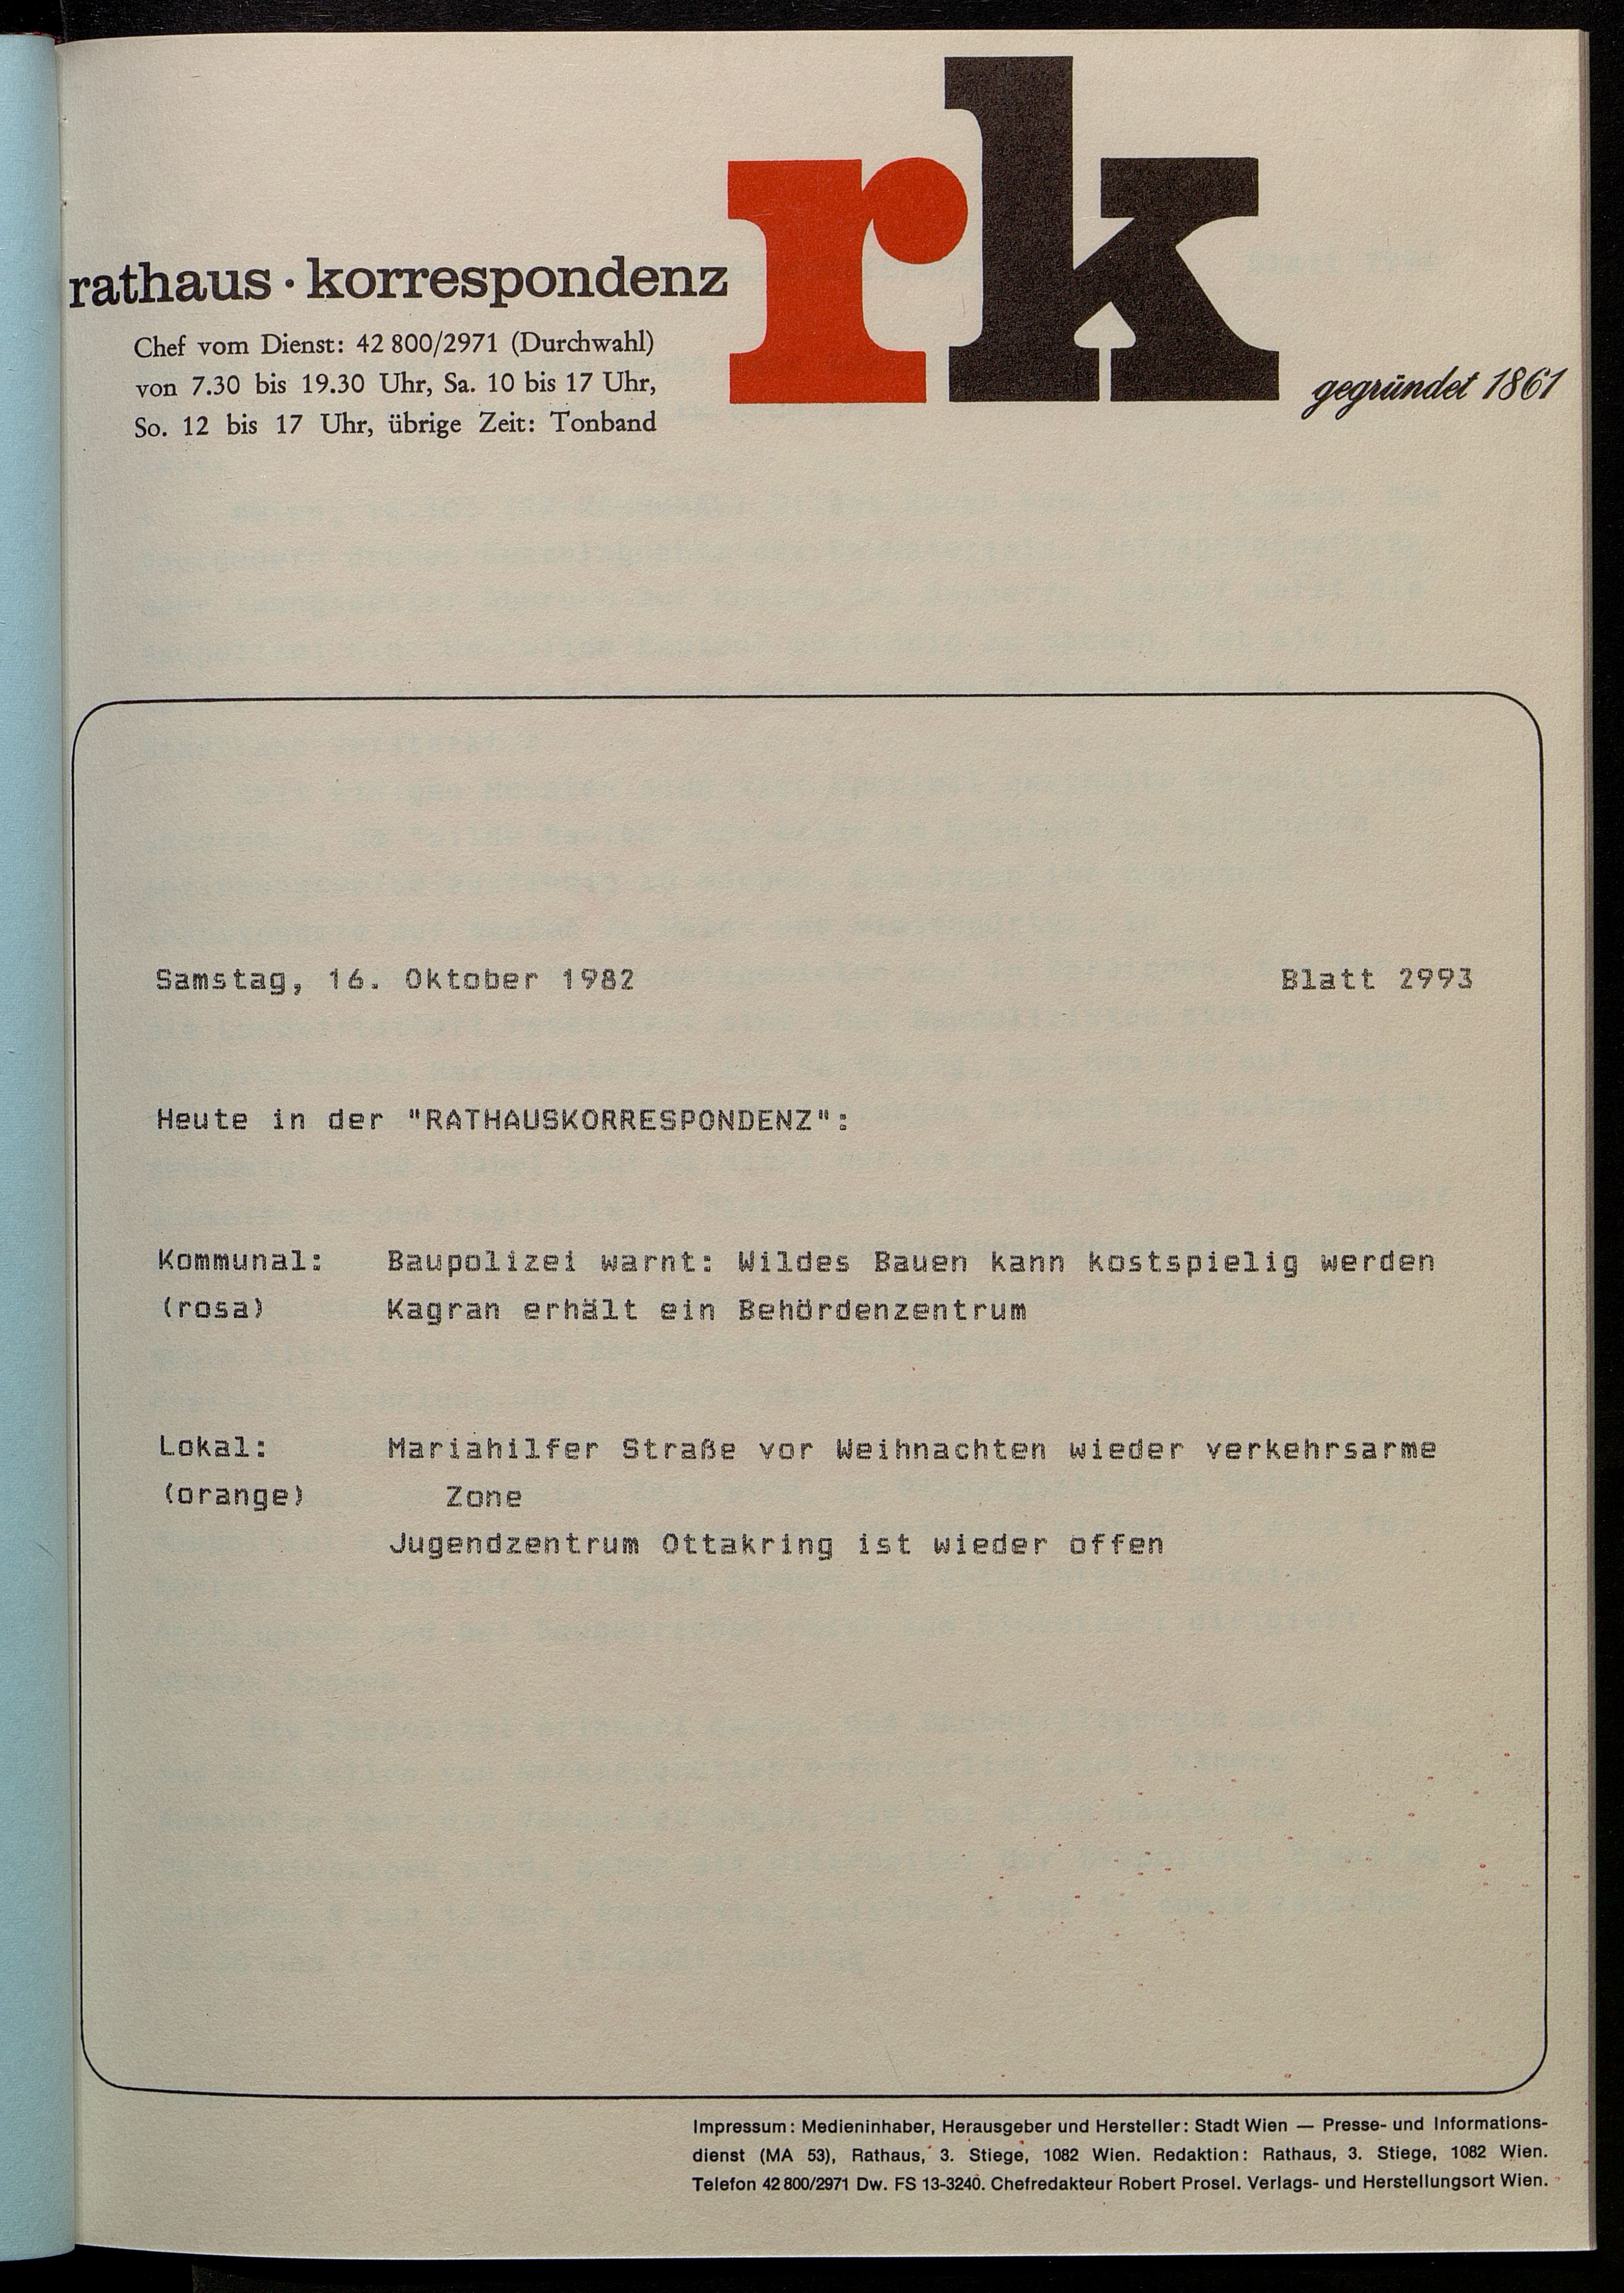 rk
rathaus · korrespondenz
Chef vom Dienst: 42 800/2971 (Durchwahl)
von 7.30 bis 19.30 Uhr, Sa. 10 bis 17 Uhr,
So. 12 bis 17 Uhr, übrige Zeit: Tonband
gegründet 1861
Samstag, 16. Oktober 1982 Blatt 2993
Heute in der "RATHAUSKORRESPONDENZ":
Kommunal: Baupolizei warnt: Wildes Bauen kann kostspielig werden
(rosa) Kagran erhält ein Behördenzentrum
Lokal: Mariahilfer Straße vor Weihnachten wieder verkehrsarme
(orange) Zone
Jugendzentrum Ottakring ist wieder offen
Impressum: Medieninhaber, Herausgeber und Hersteller: Stadt Wien — Presse- und Informations-
dienst (MA 53), Rathaus, 3. Stiege, 1082 Wien. Redaktion: Rathaus, 3. Stiege, 1082 Wien.
Telefon 42 800/2971 Dw. FS 13-3240. Chefredakteur Robert Prosel. Verlags- und Herstellungsort Wien.